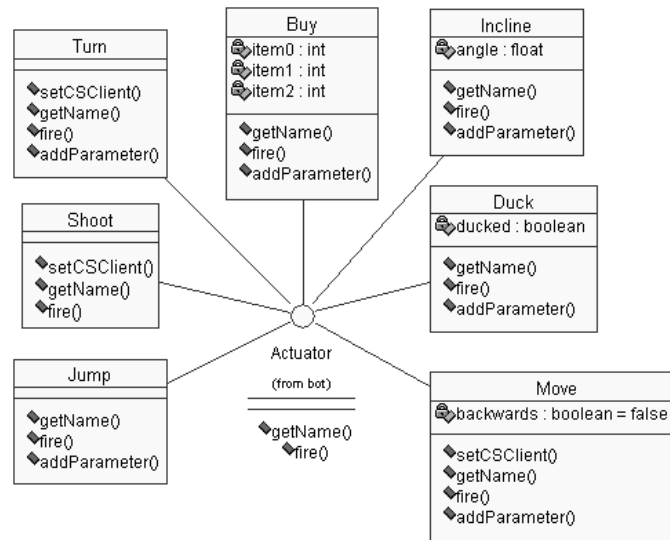 Turn
setCSClient()
getName()
fire()
addParameter()
Buy
item0 : int
item1 : int
item2 : int
getName()
fire()
addParameter()
Incline
angle : float
getName()
fire()
addParameter()
Shoot
setCSClient()
getName()
fire()
Duck
ducked : boolean
getName()
fire()
addParameter()
Jump
getName()
fire()
addParameter()
Actuator
(from bot)
getName()
fire()
Move
backwards : boolean = false
setCSClient()
getName()
fire()
addParameter()